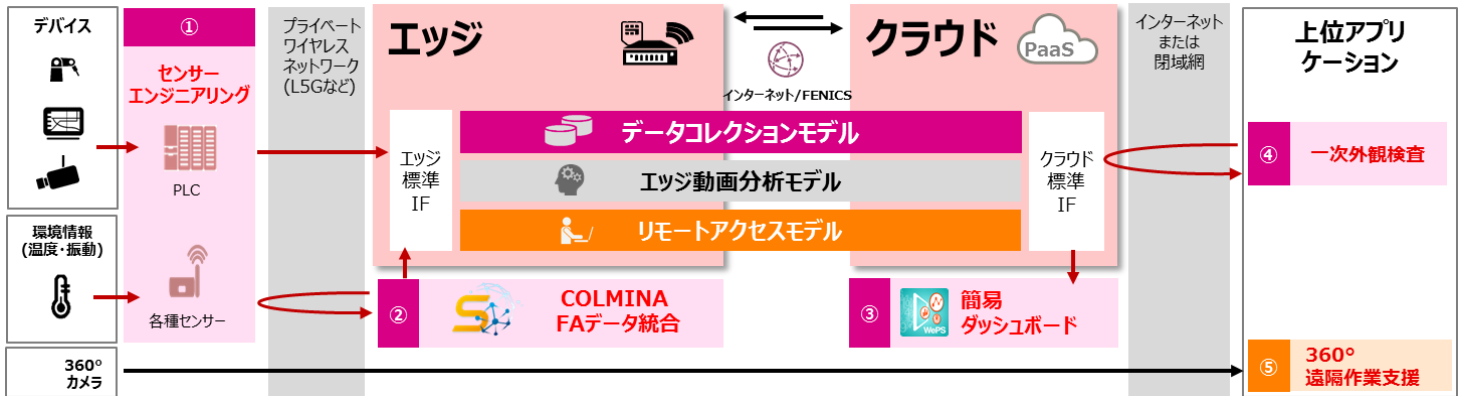 デバイス
環境情報
(温度・振動)
360°
カメラ
①
センサー
エンジニアリング
PLC
各種センサー
プライベート
ワイヤレス
ネットワーク
(L5Gなど)
エッジ
インターネット/FENICS
クラウド
PaaS
エッジ
標準
IF
データコレクションモデル
エッジ動画分析モデル
リモートアクセスモデル
クラウド
標準
IF
②
COLMINA
FAデータ統合
③
WePS
簡易
ダッシュボード
インターネット
または
閉域網
上位アプリ
ケーション
④
一次外観検査
⑤
360°
遠隔作業支援